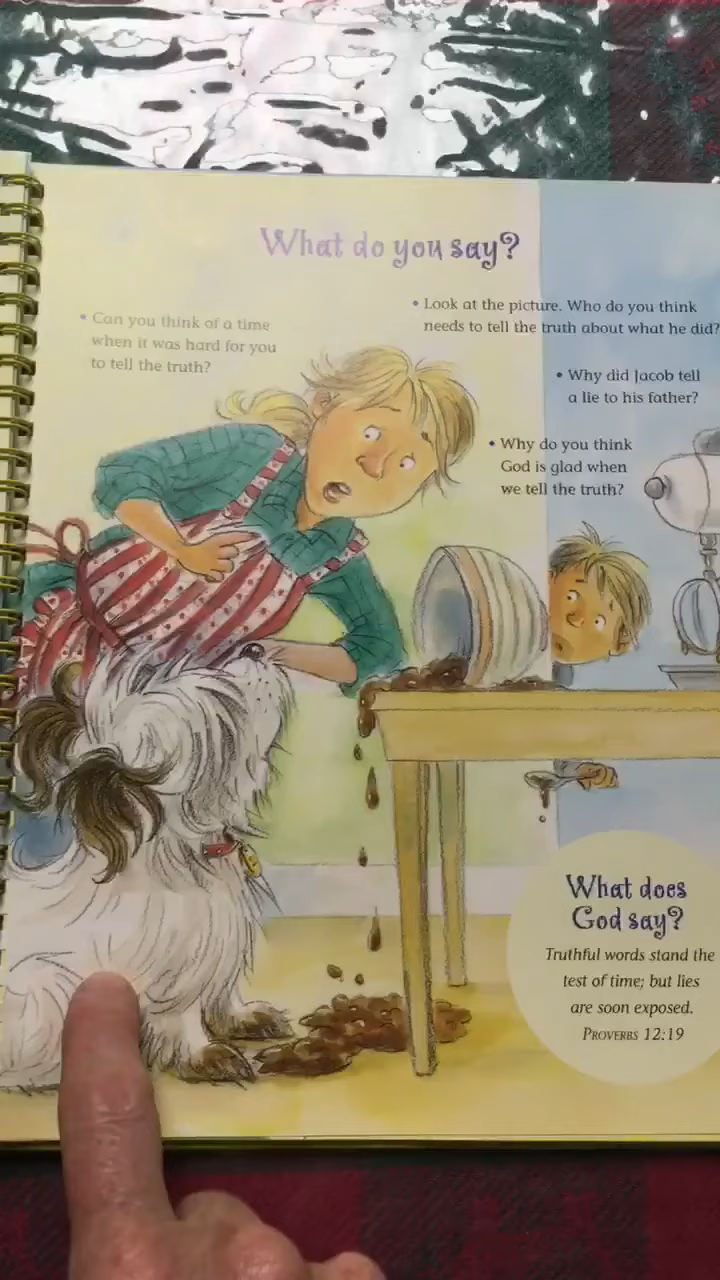 What do you say?
• Can you think of a time
when it was hard for you
to tell the truth?
• Look at the picture. Who do you think
needs to tell the truth about what he did?
• Why did Jacob tell
a lie to his father?
• Why do you think
God is glad when
we tell the truth?
What does
God say?
Truthful words stand the
test of time; but lies
are soon exposed.
PROVERBS 12:19